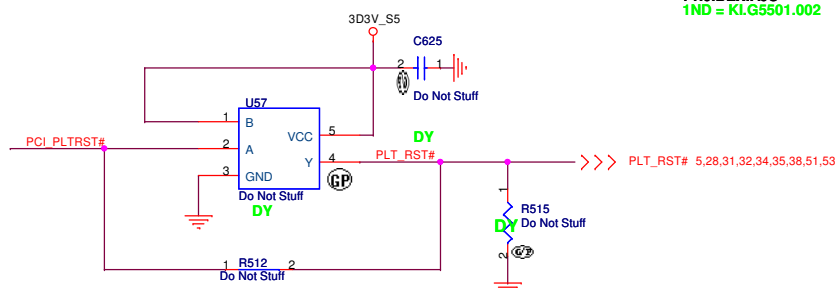 1ND = KI.G5501.002
3D3V_S5
C625
2
1
Do Not Stuff
U57
1
B
VCC
5
DY
PCI_PLTRST#
2
A
Y
4
PLT_RST#
PLT_RST# 5,28,31,32,34,35,38,51,53
3
GND
GP
Do Not Stuff
DY
1
R515
DY
Do Not Stuff
2
G/P
1
R512
2
Do Not Stuff